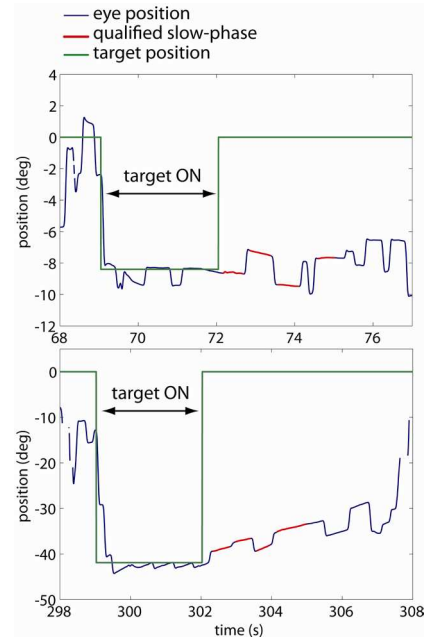 eye position
qualified slow-phase
target position
4
2
0
-2
-4
-6
-8
-10
-12
position (deg)
target ON
68 70 72 74 76
0
-10
-20
-30
-40
-50
position (deg)
target ON
298 300 302 304 306 308
time (s)